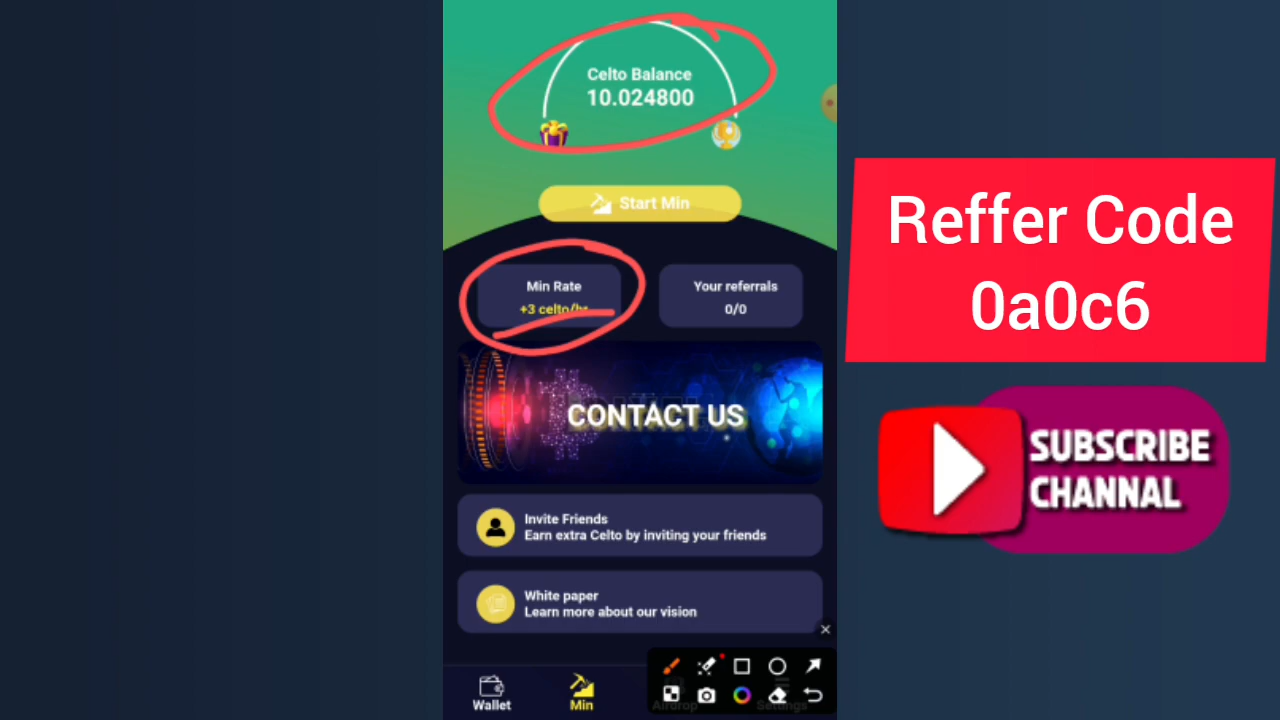 Celto Balance
10.024800
Start Min
Min Rate
+3 celto/hr
Your referrals
0/0
CONTACT US
Invite Friends
Earn extra Celto by inviting your friends
White paper
Learn more about our vision
Wallet
Min
Airdrop
Settings
Reffer Code
0a0c6
SUBSCRIBE
CHANNAL